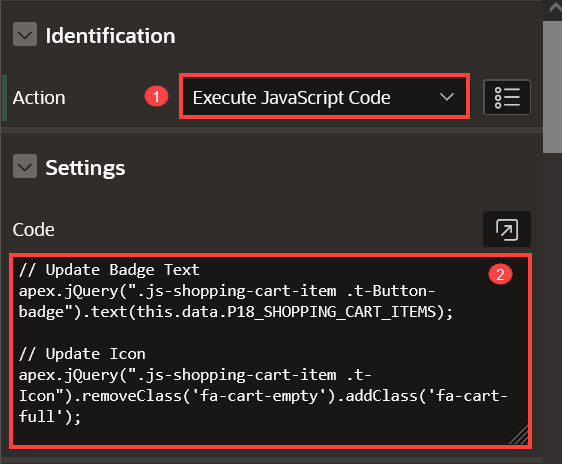 Identification
Action 1 Execute JavaScript Code
Settings
Code
2
// Update Badge Text
apex.jQuery(".js-shopping-cart-item .t-Button-
badge").text(this.data.P18_SHOPPING_CART_ITEMS);
// Update Icon
apex.jQuery(".js-shopping-cart-item .t-
Icon").removeClass('fa-cart-empty').addClass('fa-cart-
full');